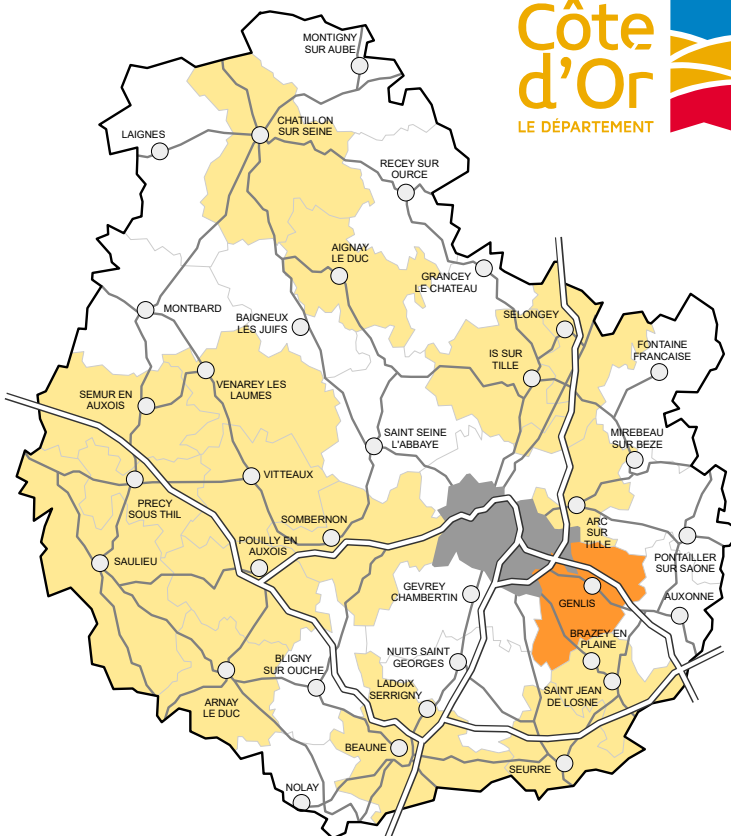 Côte
d'Or
LE DÉPARTEMENT
MONTIGNY
SUR AUBE
CHATILLON
SUR SEINE
LAIGNES
RECEY SUR
OURCE
AIGNAY
LE DUC
GRANCEY
LE CHATEAU
MONTBARD
BAIGNEUX
LES JUIFS
SELONGEY
IS SUR
TILLE
FONTAINE
FRANCAISE
VENAREY LES
LAUMES
SEMUR EN
AUXOIS
SAINT SEINE
L'ABBAYE
MIREBEAU
SUR BEZE
VITTEAUX
PRECY
SOUS THIL
SOMBERNON
ARC
SUR
TILLE
POUILLY EN
AUXOIS
SAULIEU
PONTAILLER
SUR SAONE
GEVREY
CHAMBERTIN
GENLIS
AUXONNE
BRAZEY EN
PLAINE
NUITS SAINT
GEORGES
BLIGNY
SUR OUCHE
LADOIX
SERRIGNY
SAINT JEAN
DE LOSNE
ARNAY
LE DUC
BEAUNE
SEURRE
NOLAY